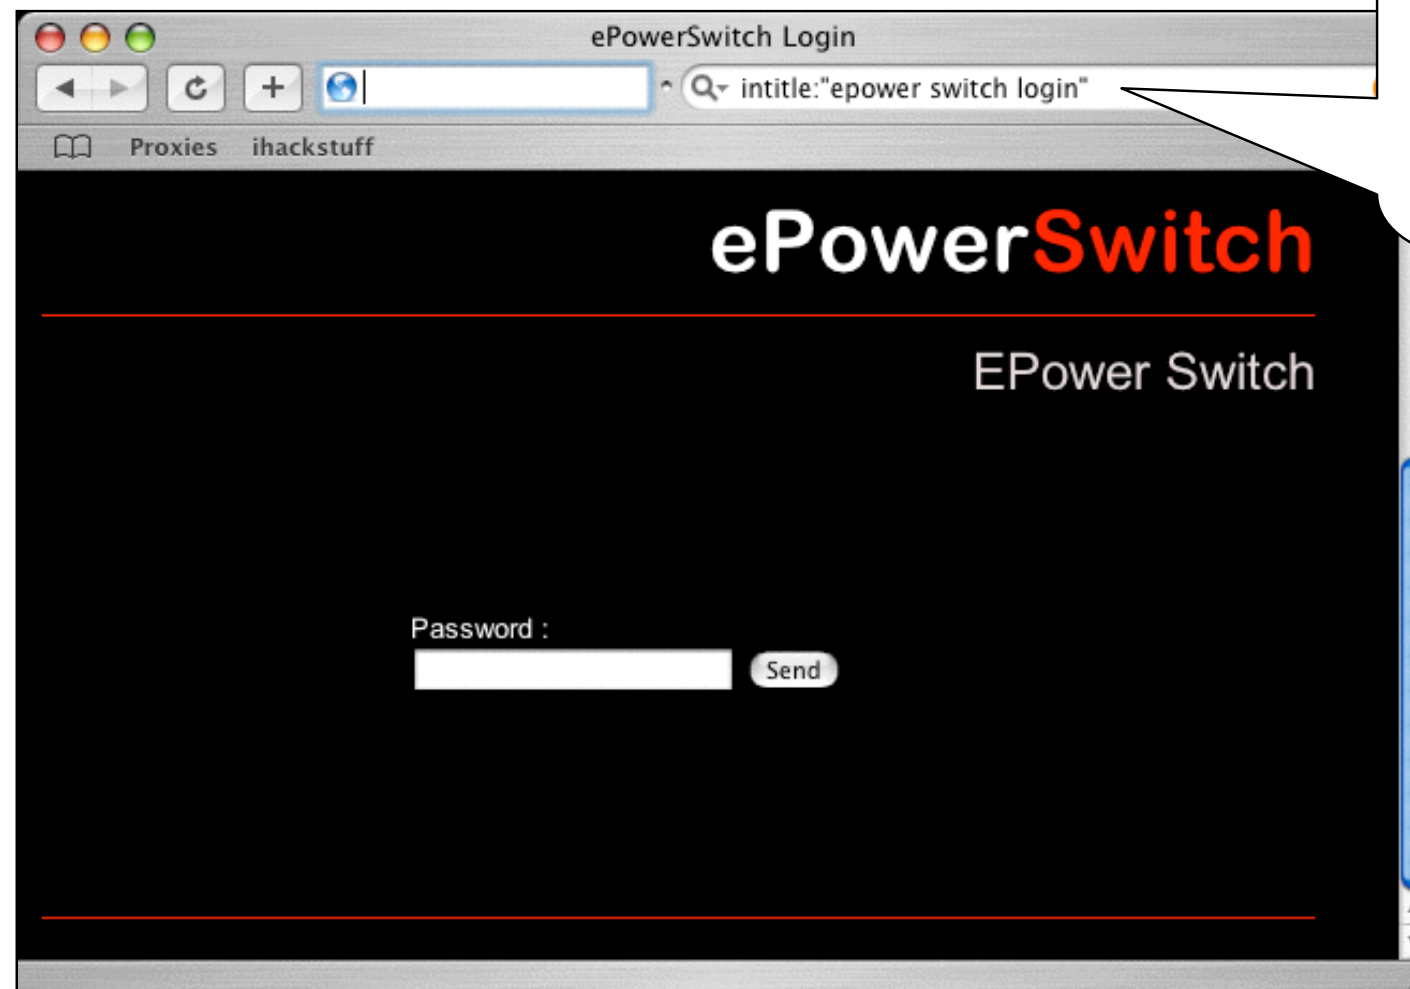 ePowerSwitch Login
intitle:"epower switch login"
Proxies ihackstuff
ePowerSwitch
EPower Switch
Password :
Send